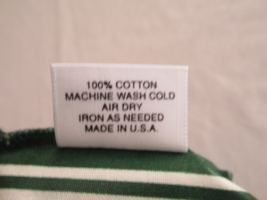 100% COTTON
MACHINE WASH COLD
AIR DRY
IRON AS NEEDED
MADE IN U.S.A.